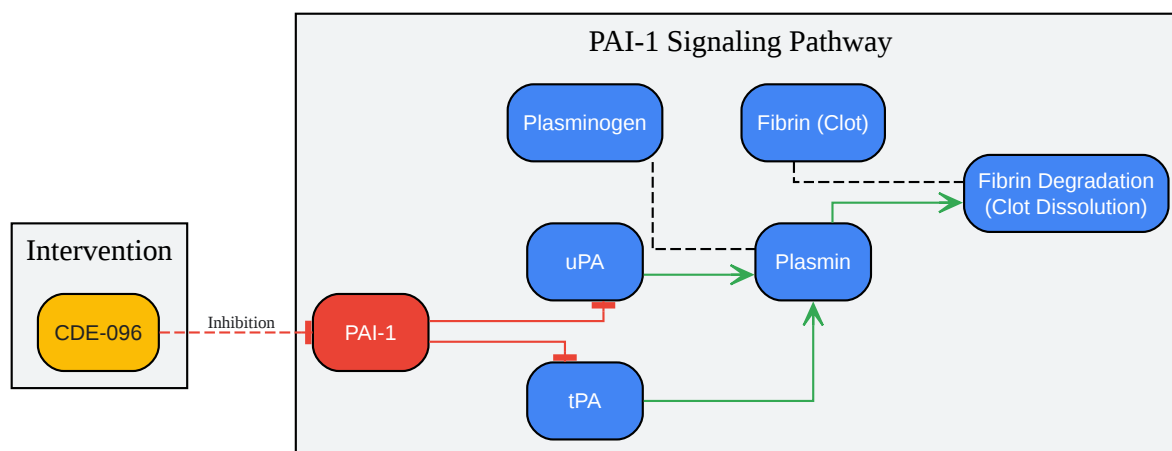 PAI-1 Signaling Pathway
Plasminogen
Fibrin (Clot)
Fibrin Degradation
(Clot Dissolution)
Intervention
uPA
Plasmin
CDE-096
Inhibition
PAI-1
tPA